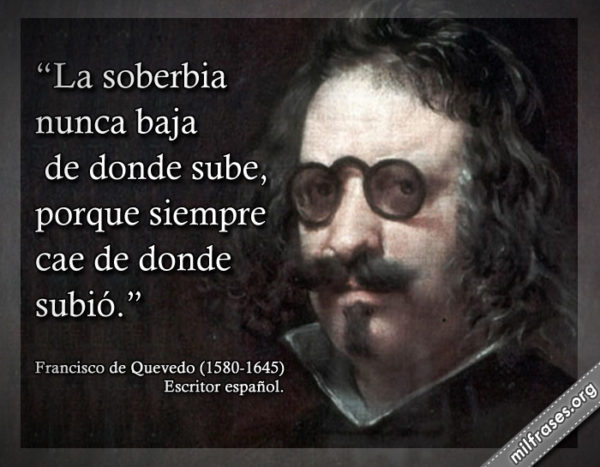 “La soberbia
nunca baja
de donde sube,
porque siempre
cae de donde
subió.”
Francisco de Quevedo (1580-1645)
Escritor español.
milfrases.org